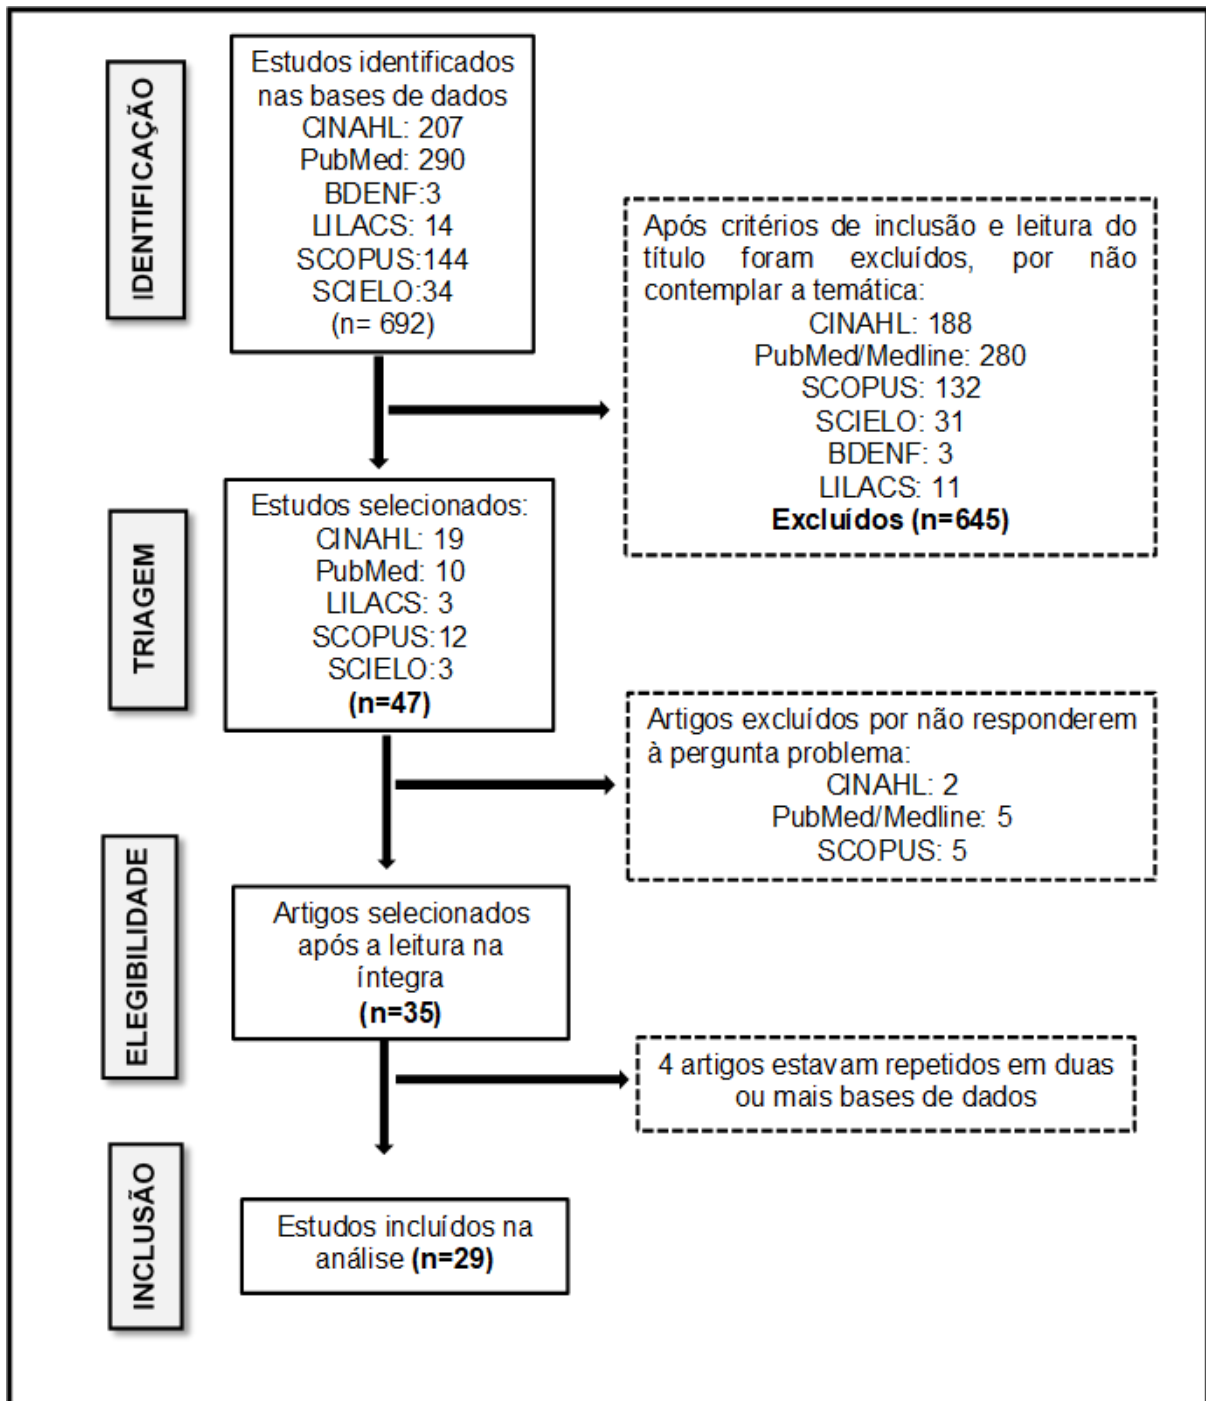 IDENTIFICAÇÃO
Estudos identificados
nas bases de dados
CINAHL: 207
PubMed: 290
BDENF:3
LILACS: 14
SCOPUS:144
SCIELO:34
(n= 692)
Após critérios de inclusão e leitura do
título foram excluídos, por não
contemplar a temática:
CINAHL: 188
PubMed/Medline: 280
SCOPUS: 132
SCIELO: 31
BDENF: 3
LILACS: 11
Excluídos (n=645)
TRIAGEM
Estudos selecionados:
CINAHL: 19
PubMed: 10
LILACS: 3
SCOPUS:12
SCIELO:3
(n=47)
Artigos excluídos por não responderem
à pergunta problema:
CINAHL: 2
PubMed/Medline: 5
SCOPUS: 5
ELEGIBILIDADE
Artigos selecionados
após a leitura na
íntegra
(n=35)
4 artigos estavam repetidos em duas
ou mais bases de dados
INCLUSÃO
Estudos incluídos na
análise (n=29)